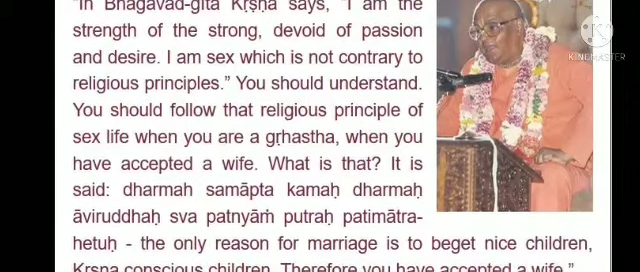 "In Bhagavad-gītā Kṛṣṇa says, "I am the
strength of the strong, devoid of passion
and desire. I am sex which is not contrary to
religious principles." You should understand.
You should follow that religious principle of
sex life when you are a gṛhastha, when you
have accepted a wife. What is that? It is
said: dharmah samāpta kamaḥ dharmaḥ
āviruddhaḥ sva patnyāṁ putraḥ patimātra-
hetuḥ - the only reason for marriage is to beget nice children,
Kṛṣṇa conscious children. Therefore you have accepted a wife."
KINEMASTER